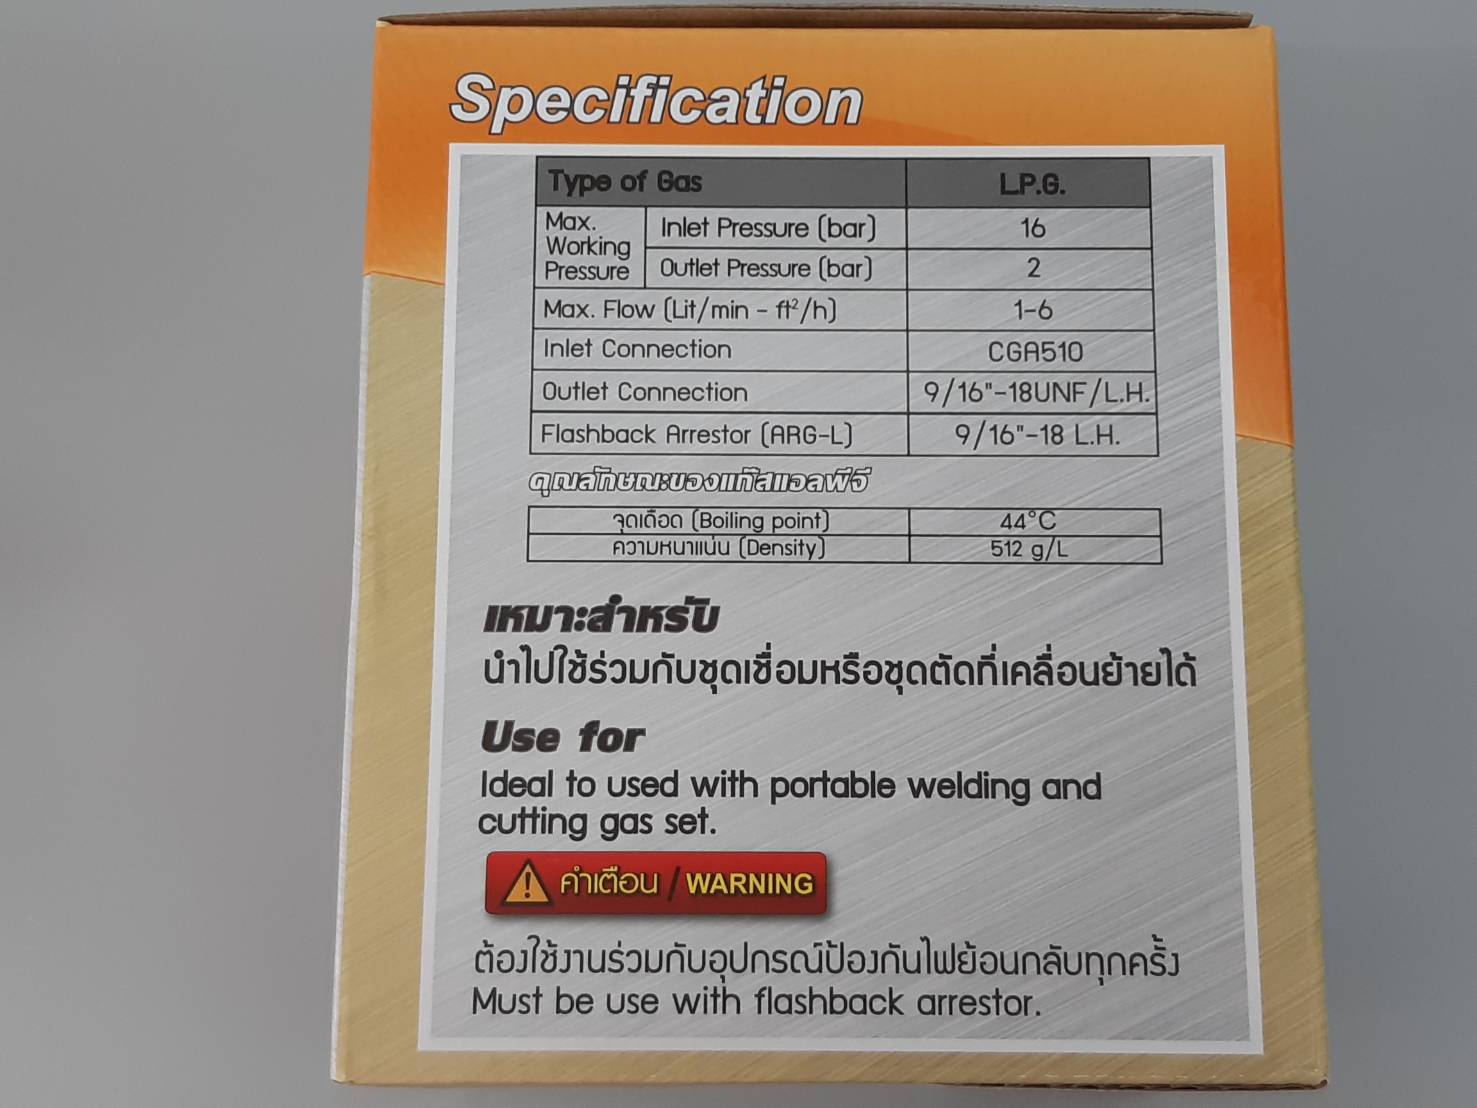 Specification
Type of Gas L.P.G.
Max. Working Pressure Inlet Pressure (bar) 16
Outlet Pressure (bar) 2
Max. Flow (Lit/min - ft²/h) 1-6
Inlet Connection CGA510
Outlet Connection 9/16"-18UNF/L.H.
Flashback Arrestor (ARG-L) 9/16"-18 L.H.
คุณลักษณะของแก๊สแอลพีจี
จุดเดือด (Boiling point) 44°C
ความหนาแน่น (Density) 512 g/L
เหมาะสำหรับ
นำไปใช้ร่วมกับชุดเชื่อมหรือชุดตัดที่เคลื่อนย้ายได้
Use for
Ideal to used with portable welding and
cutting gas set.
คำเตือน / WARNING
ต้องใช้งานร่วมกับอุปกรณ์ป้องกันไฟย้อนกลับทุกครั้ง
Must be use with flashback arrestor.